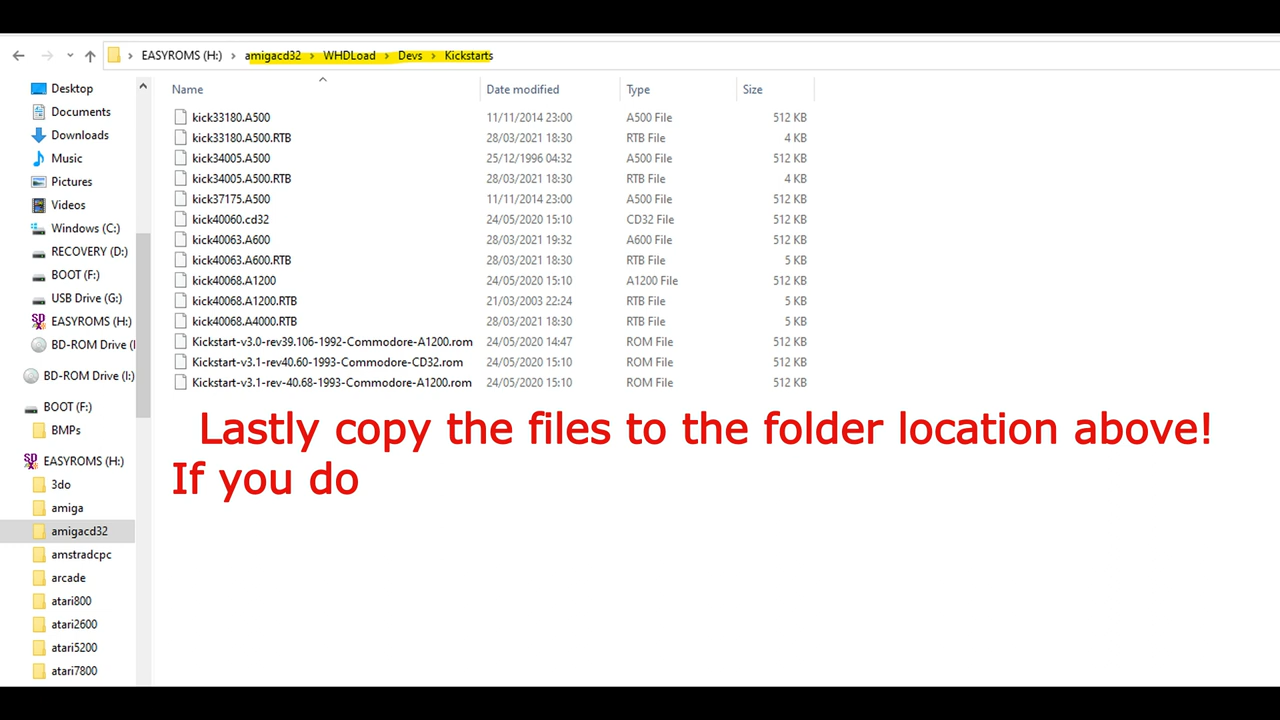 EASYROMS (H:) › amigacd32 › WHDLoad › Devs › Kickstarts
Name Date modified Type Size
kick33180.A500 11/11/2014 23:00 A500 File 512 KB
kick33180.A500.RTB 28/03/2021 18:30 RTB File 4 KB
kick34005.A500 25/12/1996 04:32 A500 File 512 KB
kick34005.A500.RTB 28/03/2021 18:30 RTB File 4 KB
kick37175.A500 11/11/2014 23:00 A500 File 512 KB
kick40060.cd32 24/05/2020 15:10 CD32 File 512 KB
kick40063.A600 28/03/2021 19:32 A600 File 512 KB
kick40063.A600.RTB 28/03/2021 18:30 RTB File 5 KB
kick40068.A1200 24/05/2020 15:10 A1200 File 512 KB
kick40068.A1200.RTB 21/03/2003 22:24 RTB File 5 KB
kick40068.A4000.RTB 28/03/2021 18:30 RTB File 5 KB
Kickstart-v3.0-rev39.106-1992-Commodore-A1200.rom 24/05/2020 14:47 ROM File 512 KB
Kickstart-v3.1-rev40.60-1993-Commodore-CD32.rom 24/05/2020 15:10 ROM File 512 KB
Kickstart-v3.1-rev-40.68-1993-Commodore-A1200.rom 24/05/2020 15:10 ROM File 512 KB
Lastly copy the files to the folder location above!
If you do
Desktop
Documents
Downloads
Music
Pictures
Videos
Windows (C:)
RECOVERY (D:)
BOOT (F:)
USB Drive (G:)
EASYROMS (H:)
BD-ROM Drive (I
BD-ROM Drive (I:)
BOOT (F:)
BMPs
EASYROMS (H:)
3do
amiga
amigacd32
amstradcpc
arcade
atari800
atari2600
atari5200
atari7800